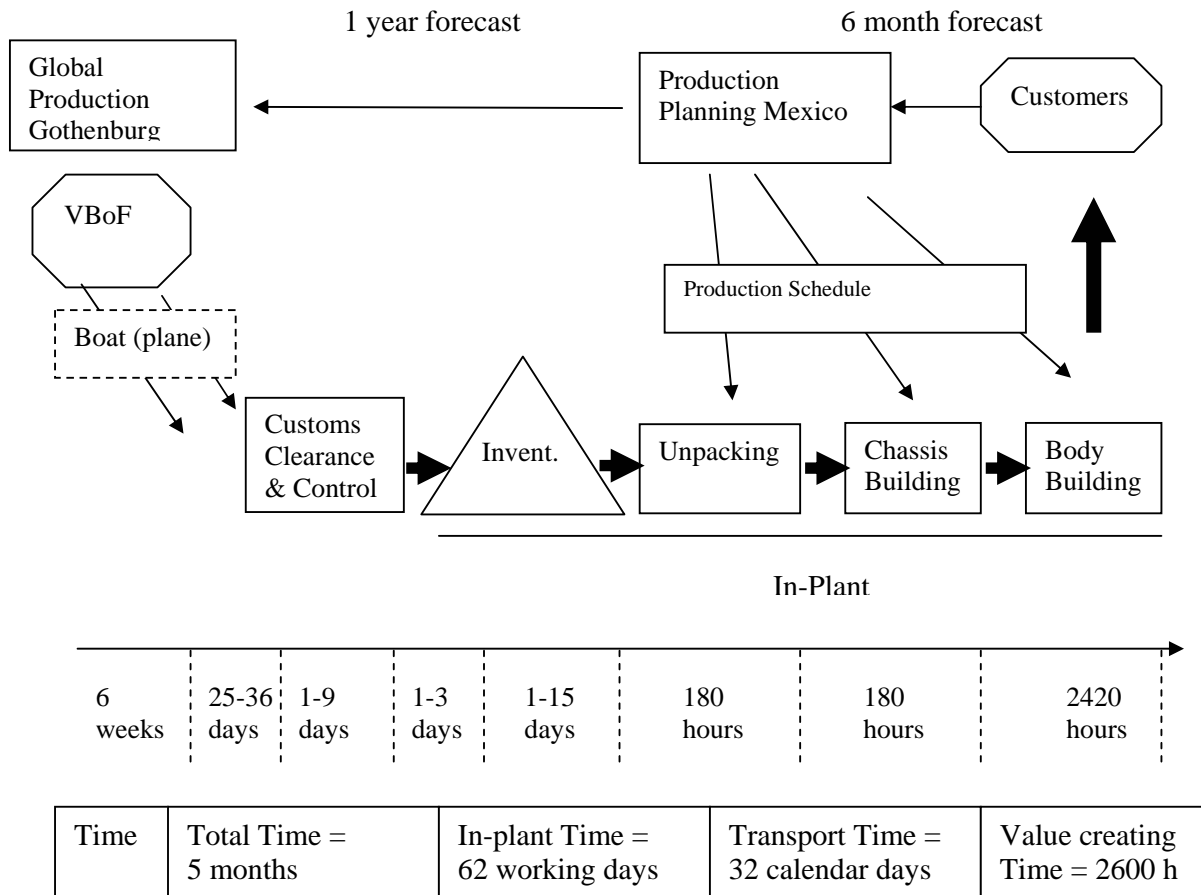 1 year forecast
6 month forecast
Global
Production
Gothenburg
Production
Planning Mexico
Customers
VBoF
Production Schedule
Boat (plane)
Customs
Clearance
& Control
Invent.
Unpacking
Chassis
Building
Body
Building
In-Plant
6
weeks
25-36
days
1-9
days
1-3
days
1-15
days
180
hours
180
hours
2420
hours
Time
Total Time =
5 months
In-plant Time =
62 working days
Transport Time =
32 calendar days
Value creating
Time = 2600 h